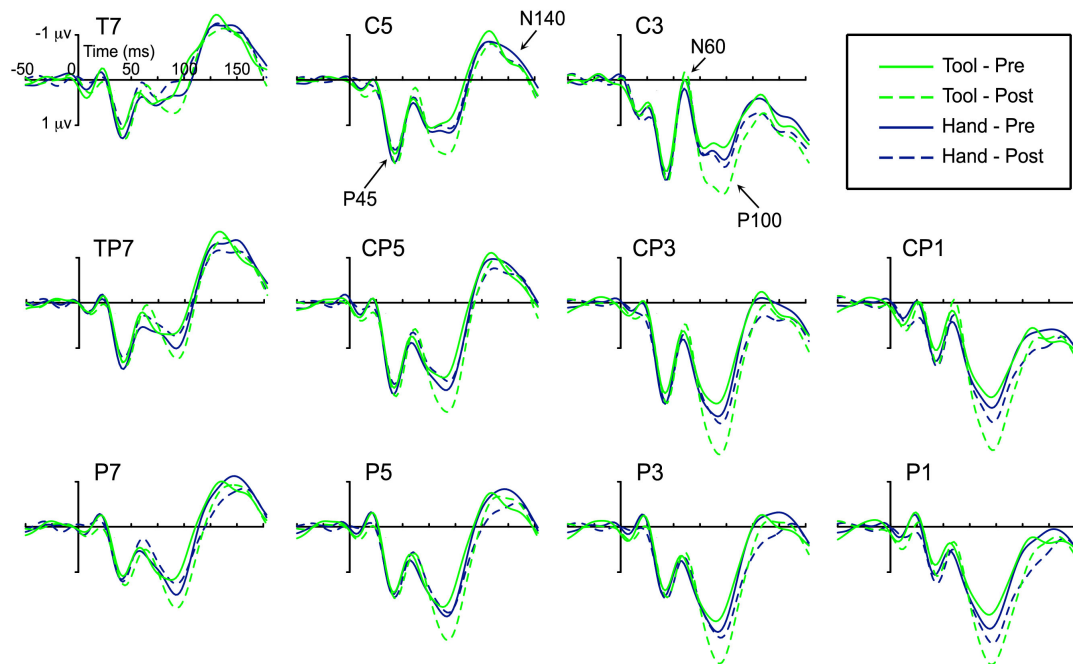 T7
-1 μv
Time (ms)
-50 0 50 100 150
1 μv
C5
N140
P45
C3
N60
P100
Tool - Pre
Tool - Post
Hand - Pre
Hand - Post
TP7
CP5
CP3
CP1
P7
P5
P3
P1